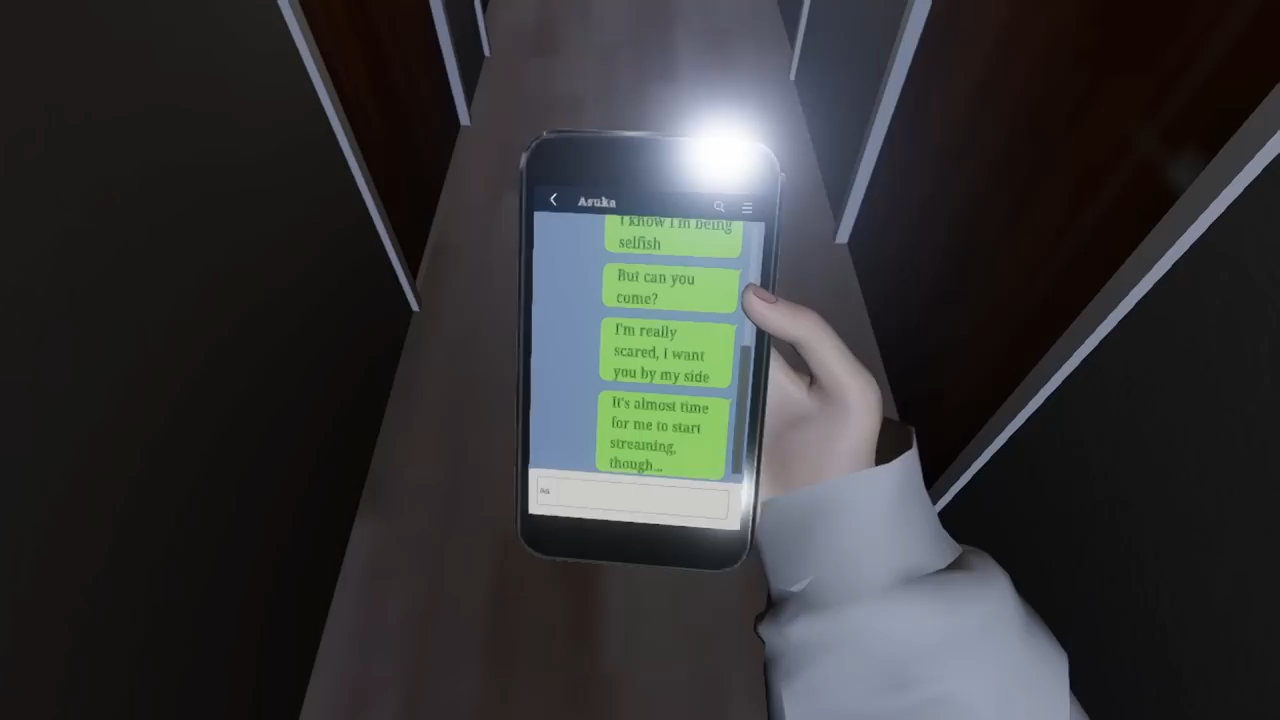 Asuka
I know I'm being
selfish
But can you
come?
I'm really
scared, I want
you by my side
It's almost time
for me to start
streaming,
though...
As